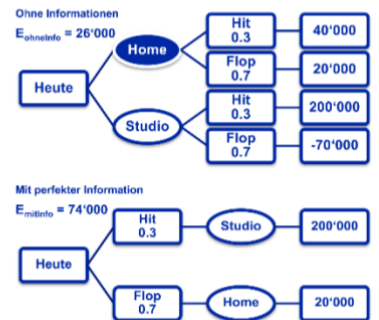 Ohne Informationen
E_ohneInfo = 26‘000
Heute
Home
Studio
Hit
0.3
40‘000
Flop
0.7
20‘000
Hit
0.3
200‘000
Flop
0.7
-70‘000
Mit perfekter Information
E_mitInfo = 74‘000
Heute
Hit
0.3
Studio
200‘000
Flop
0.7
Home
20‘000